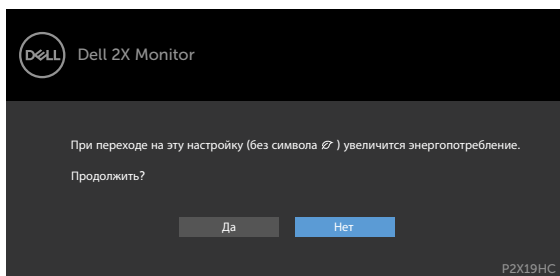 DELL
Dell 2X Monitor
При переходе на эту настройку (без символа ) увеличится энергопотребление.
Продолжить?
Да Нет
P2X19HC